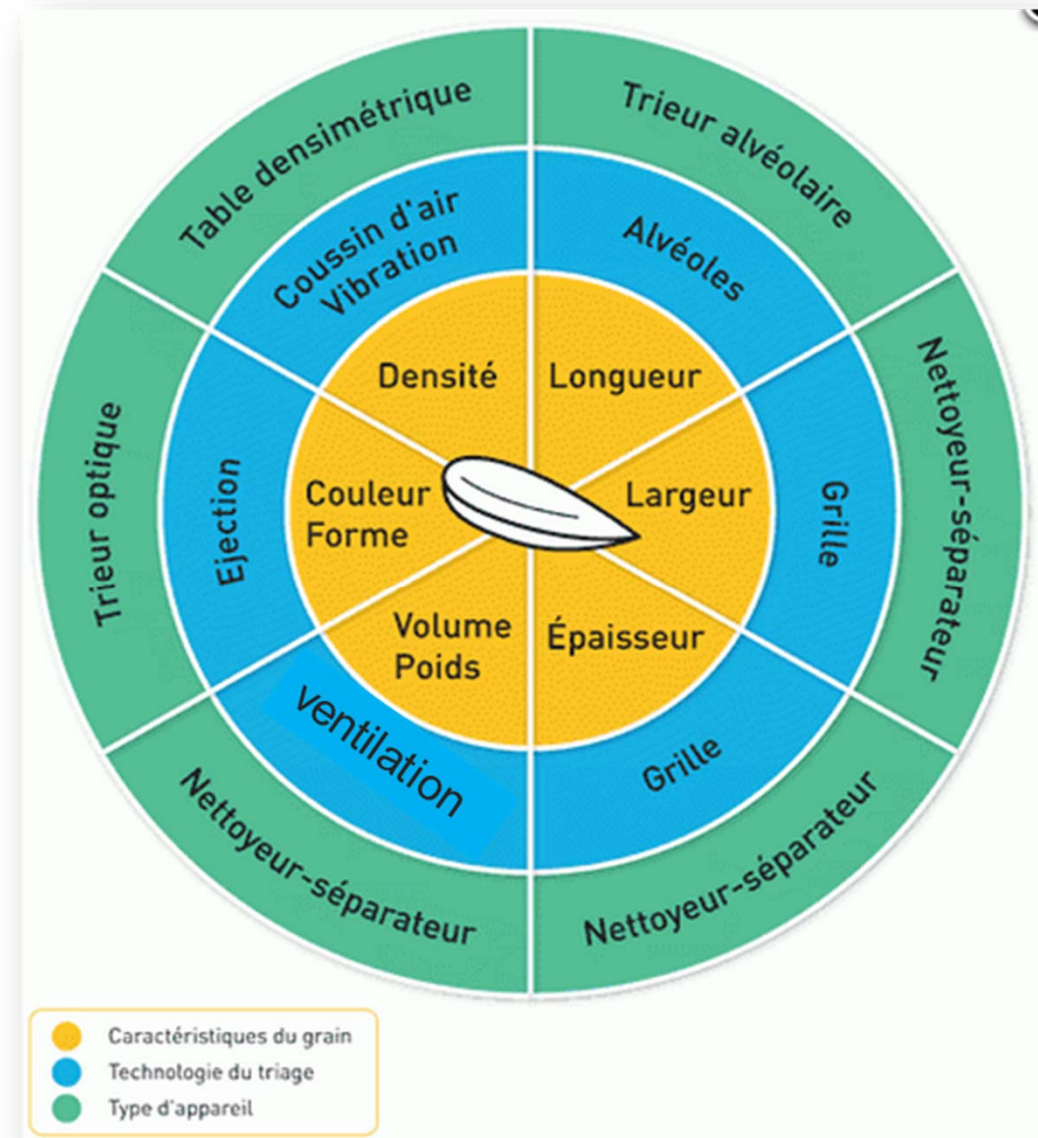 Table densimétrique
Trieur alvéolaire
Coussin d'air
Vibration
Alvéoles
Densité
Longueur
Nettoyeur-séparateur
Trieur optique
Ejection
Couleur
Forme
Largeur
Grille
Volume
Poids
Épaisseur
ventilation
Grille
Nettoyeur-séparateur
Nettoyeur-séparateur
Caractéristiques du grain
Technologie du triage
Type d'appareil